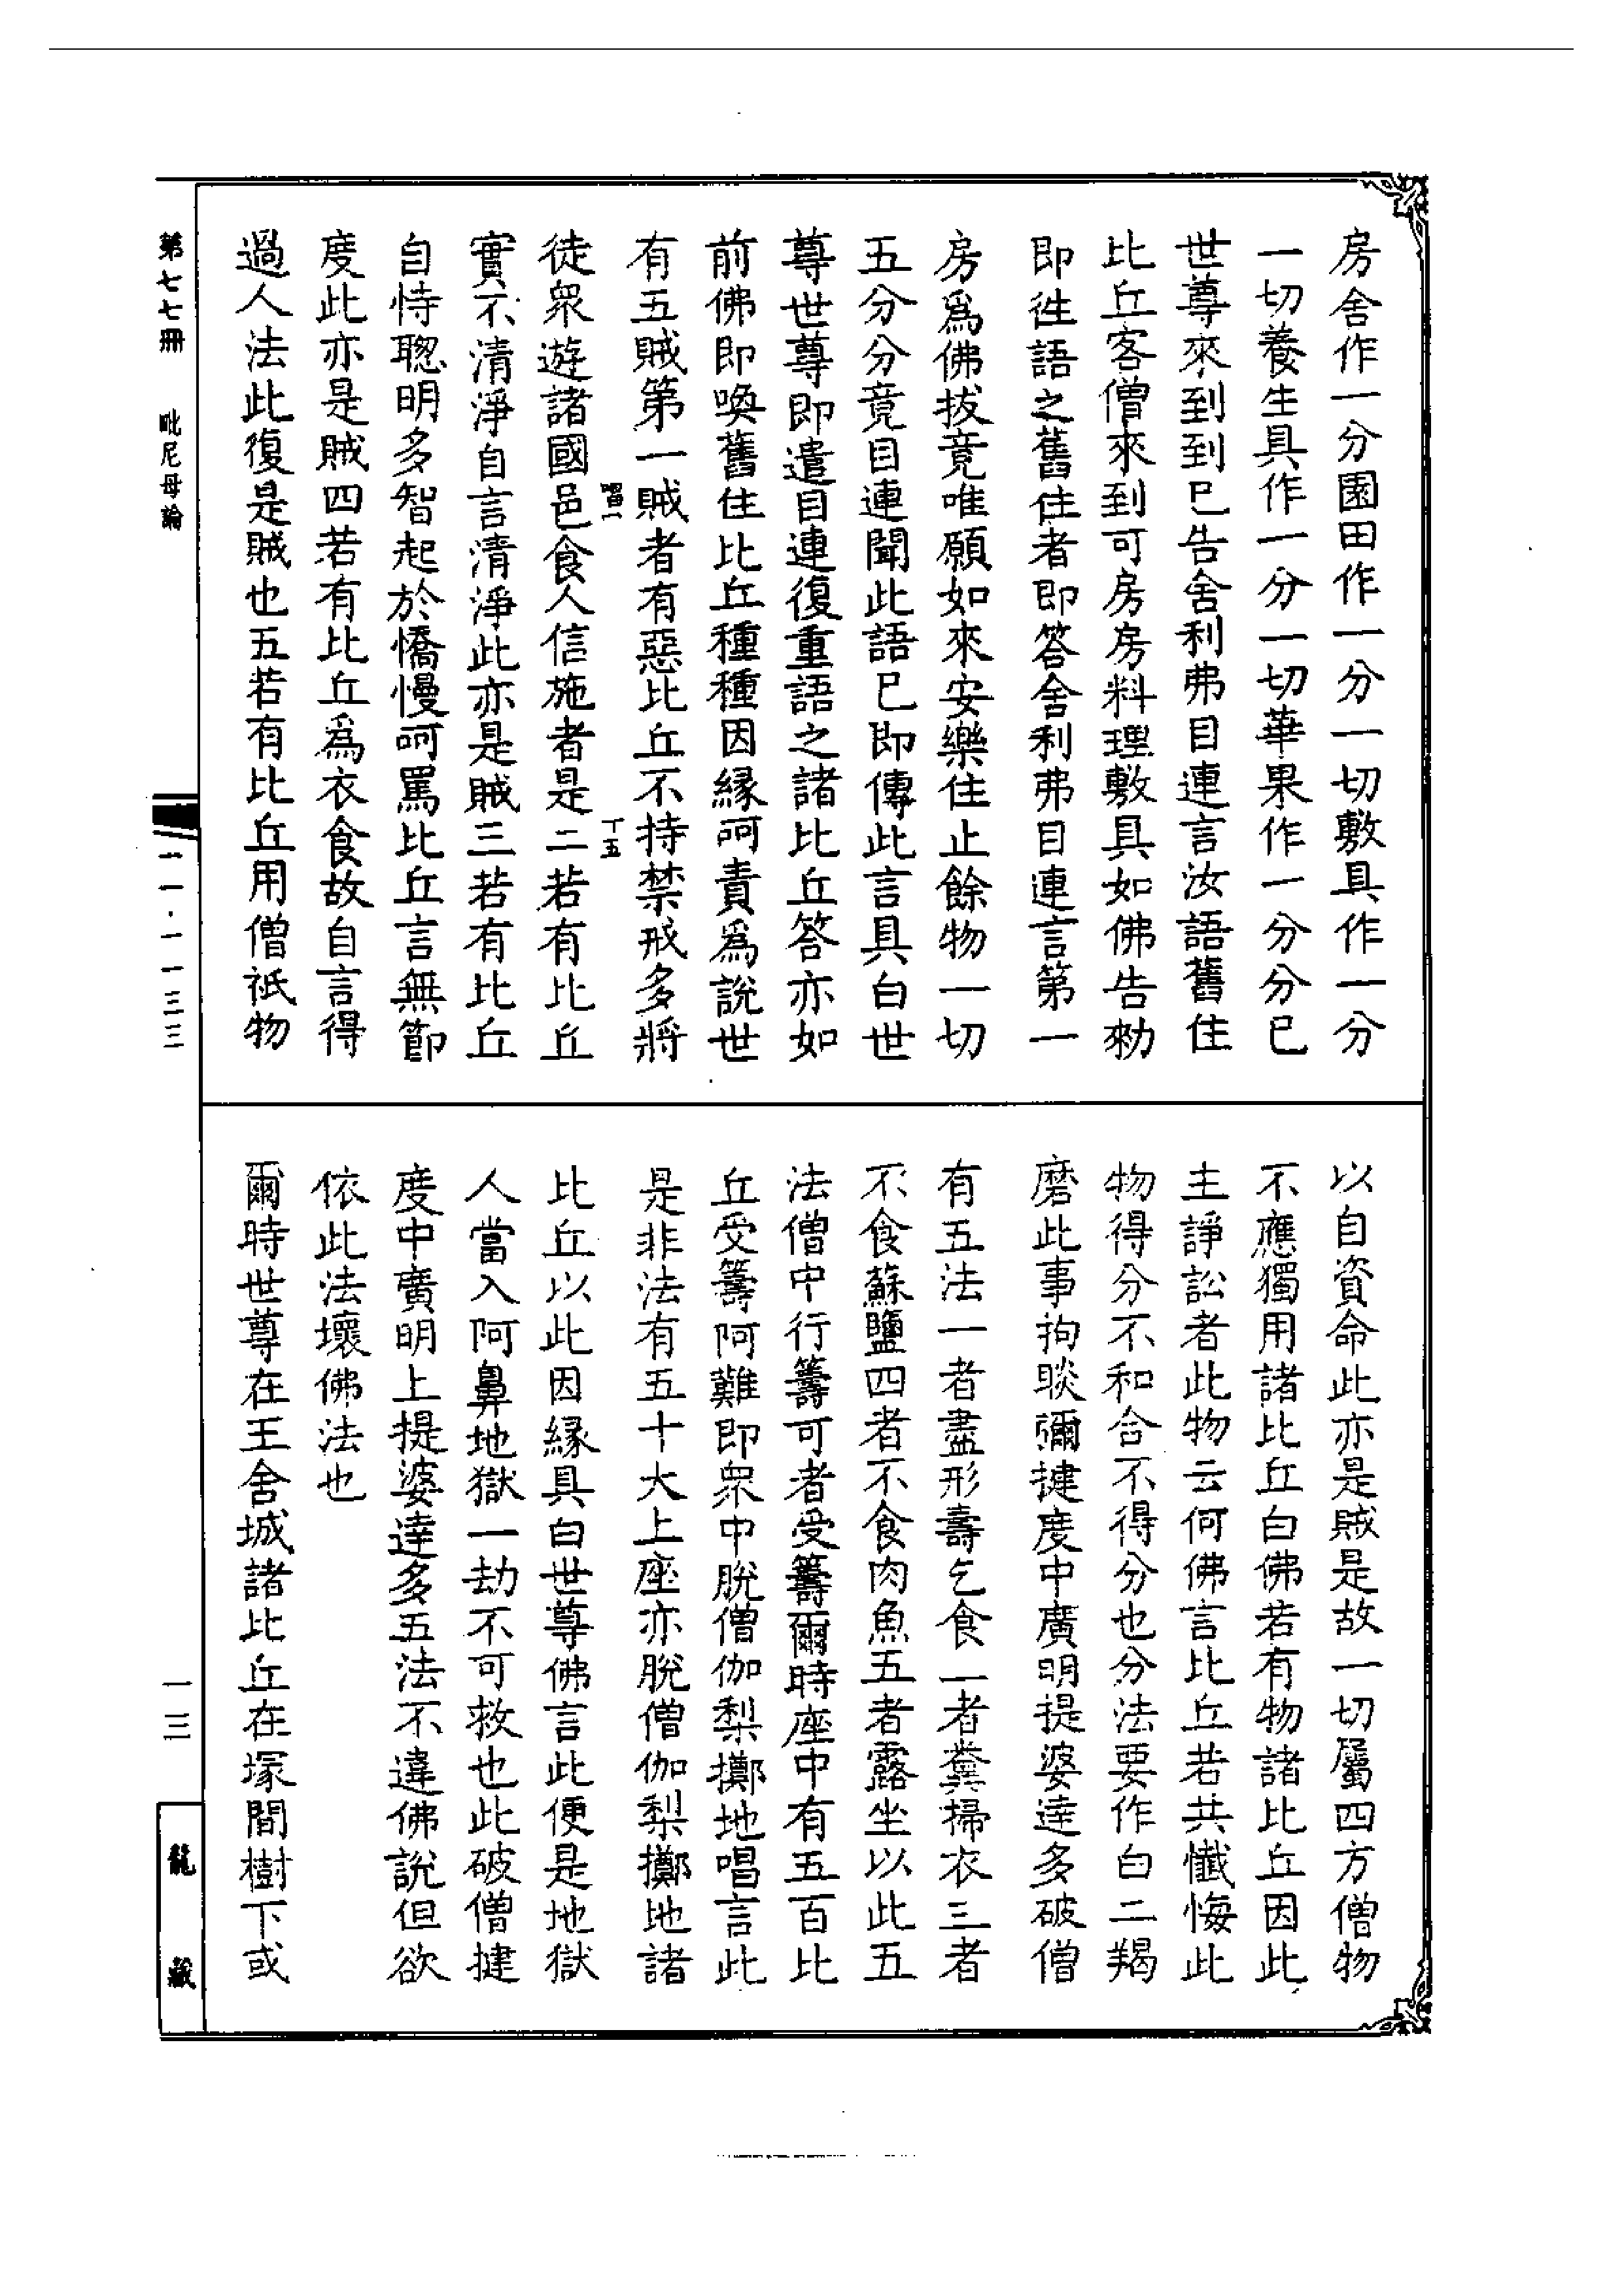 房舍作一分園田作一分一切敷具作一分
一切養生具作一分一切華果作一分分已
世尊來到到已告舍利弗目連言汝語舊住
比丘客僧來到可房房料理敷具如佛告勑
即徃語之舊住者即答舍利弗目連言第一
房爲佛拔竟唯願如來安樂住止餘物一切
五分分竟目連聞此語已即傳此言具白世
尊世尊即遣目連復重語之諸比丘答亦如
前佛即喚舊住比丘種種因縁呵責爲說世
有五賊第一賊者有惡比丘不持禁戒多將
丁五
徒衆遊諸國邑食人信施者是二若有比丘
實不清淨自言清淨此亦是賊三若有比丘
自恃聦明多智起於憍慢呵罵比丘言無節
度此亦是賊四若有比丘爲衣食故自言得
過人法此復是賊也五若有比丘用僧祇物
以自資命此亦是賊是故一切屬四方僧物
不應獨用諸比丘白佛若有物諸比丘因此
主諍訟者此物云何佛言比丘若共懺悔此
物得分不和合不得分也分法要作白二羯
磨此事拘睒彌揵度中廣明提婆達多破僧
有五法一者盡形壽乞食一者糞掃衣三者
不食蘇鹽四者不食肉魚五者露坐以此五
法僧中行籌可者受籌爾時座中有五百比
丘受籌阿難即衆中脫僧伽梨擲地唱言此
是非法有五十大上座亦脫僧伽梨擲地諸
比丘以此因縁具白世尊佛言此便是地獄
人當入阿鼻地獄一劫不可救也此破僧揵
度中廣明上提婆達多五法不違佛說但欲
依此法壞佛法也
爾時世尊在王舍城諸比丘在塚間樹下或
第七七冊 毗尼母論
一一·一一三三
一三
龍藏